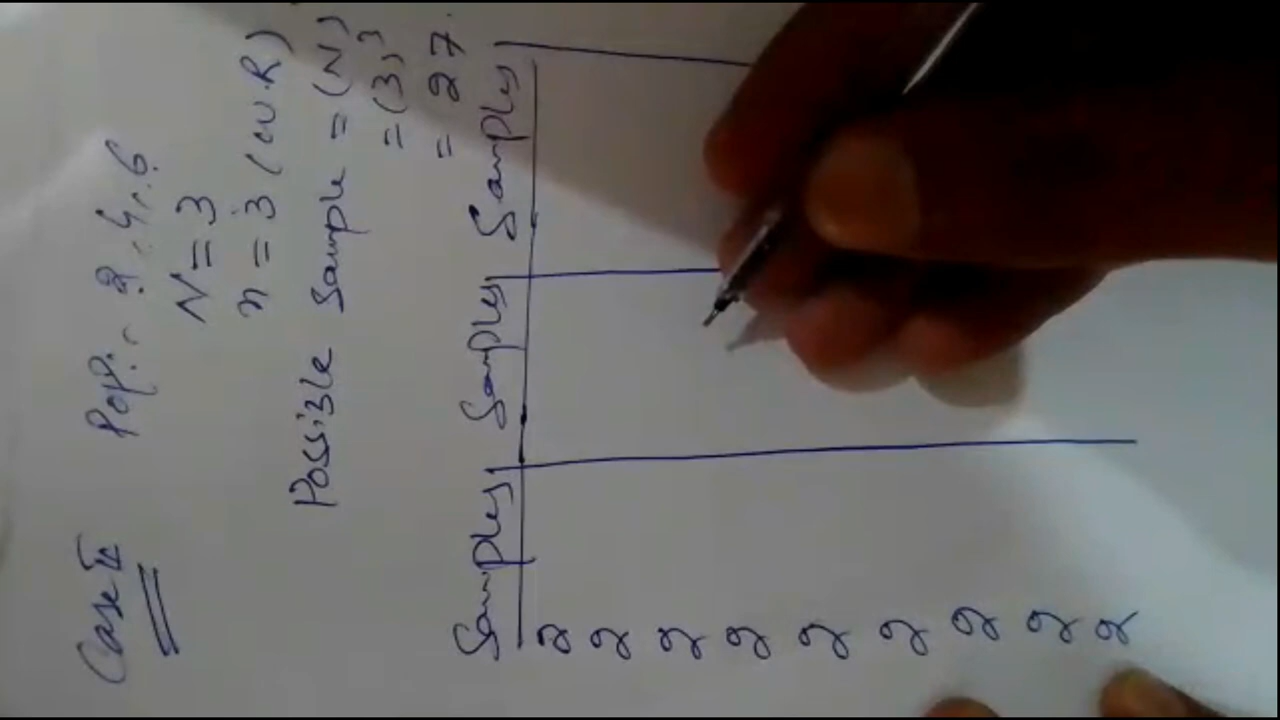 Case II Pop:- 2, 4, 6
N = 3
n = 3 (W.R)
Possible Sample = (N)
= (3)³
= 27.
Samples Samples Samples
2
2
2
2
2
2
2
2
2